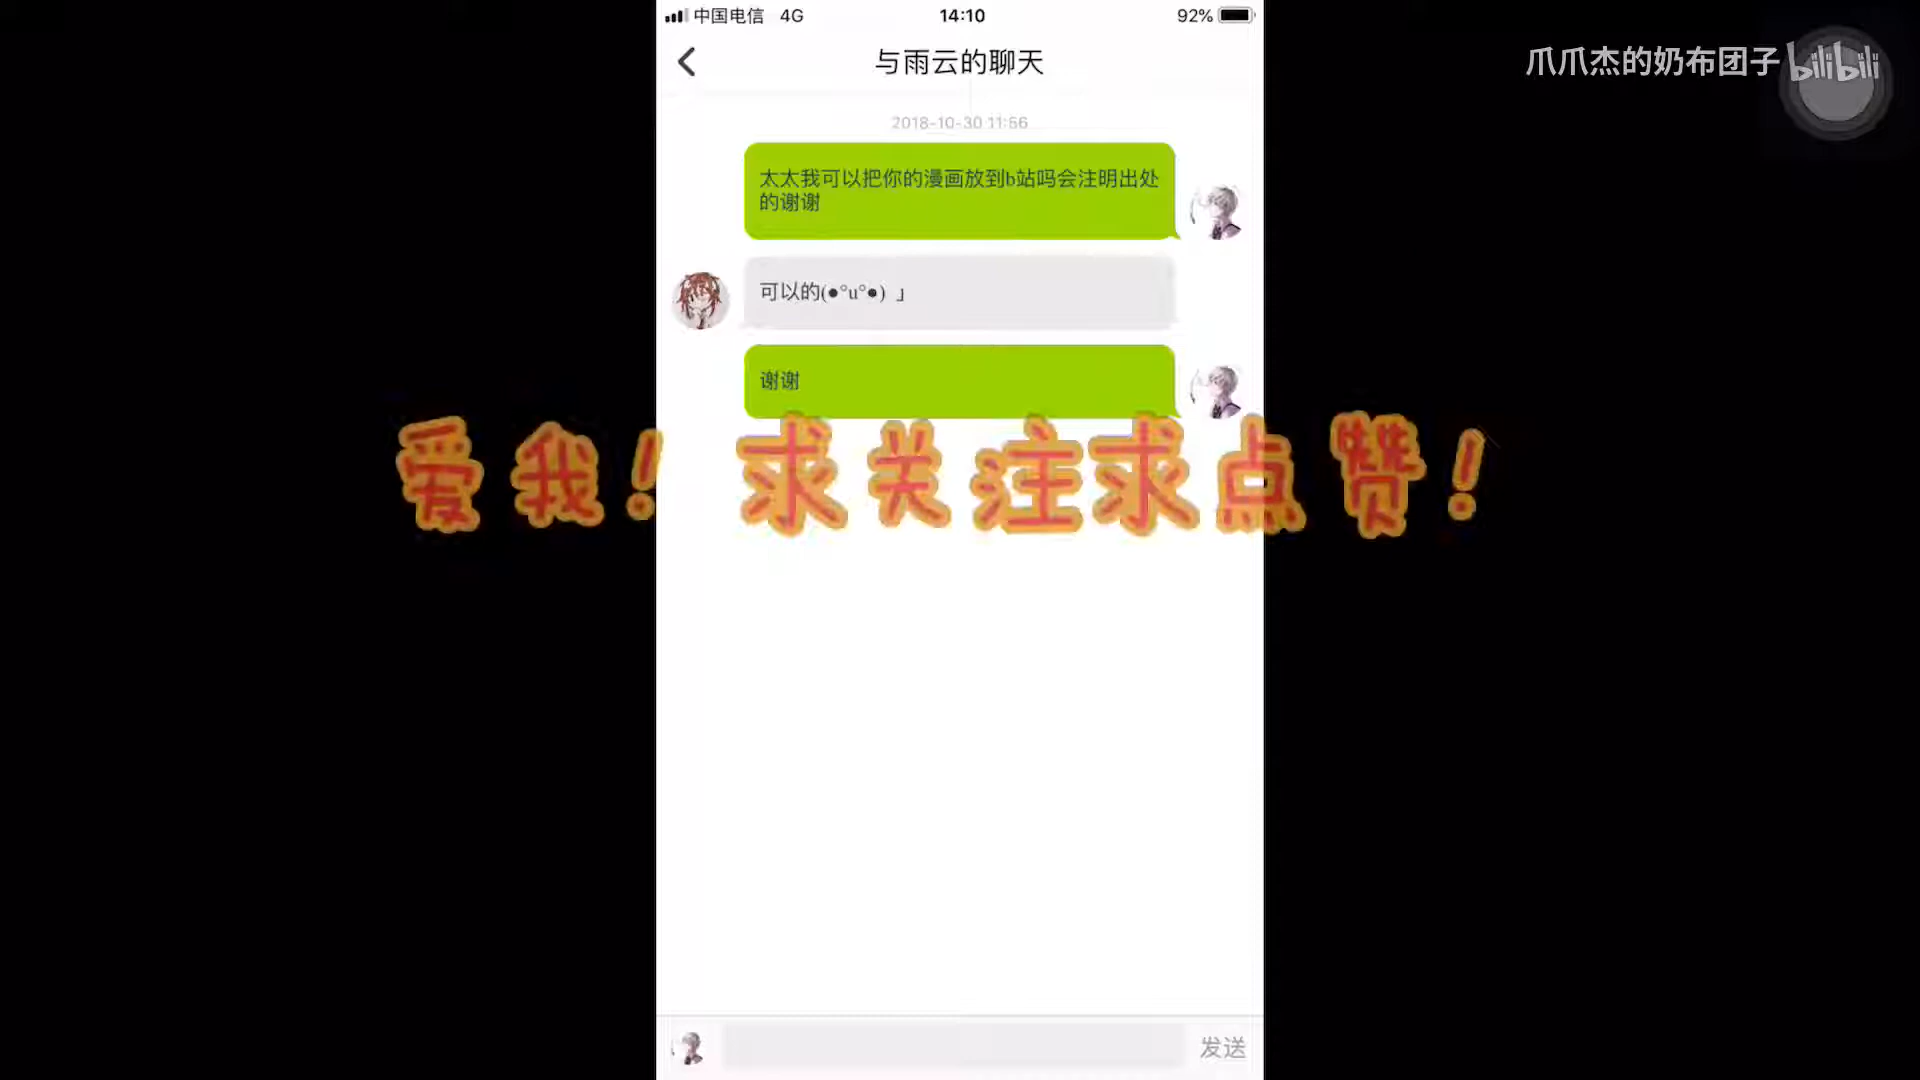 中国电信 4G 14:10 92%
与雨云的聊天
爪爪杰的奶布团子 bilibili
2018-10-30 11:56
太太我可以把你的漫画放到b站吗会注明出处
的谢谢
可以的(●°u°●) 」
谢谢
爱我！求关注求点赞！
发送